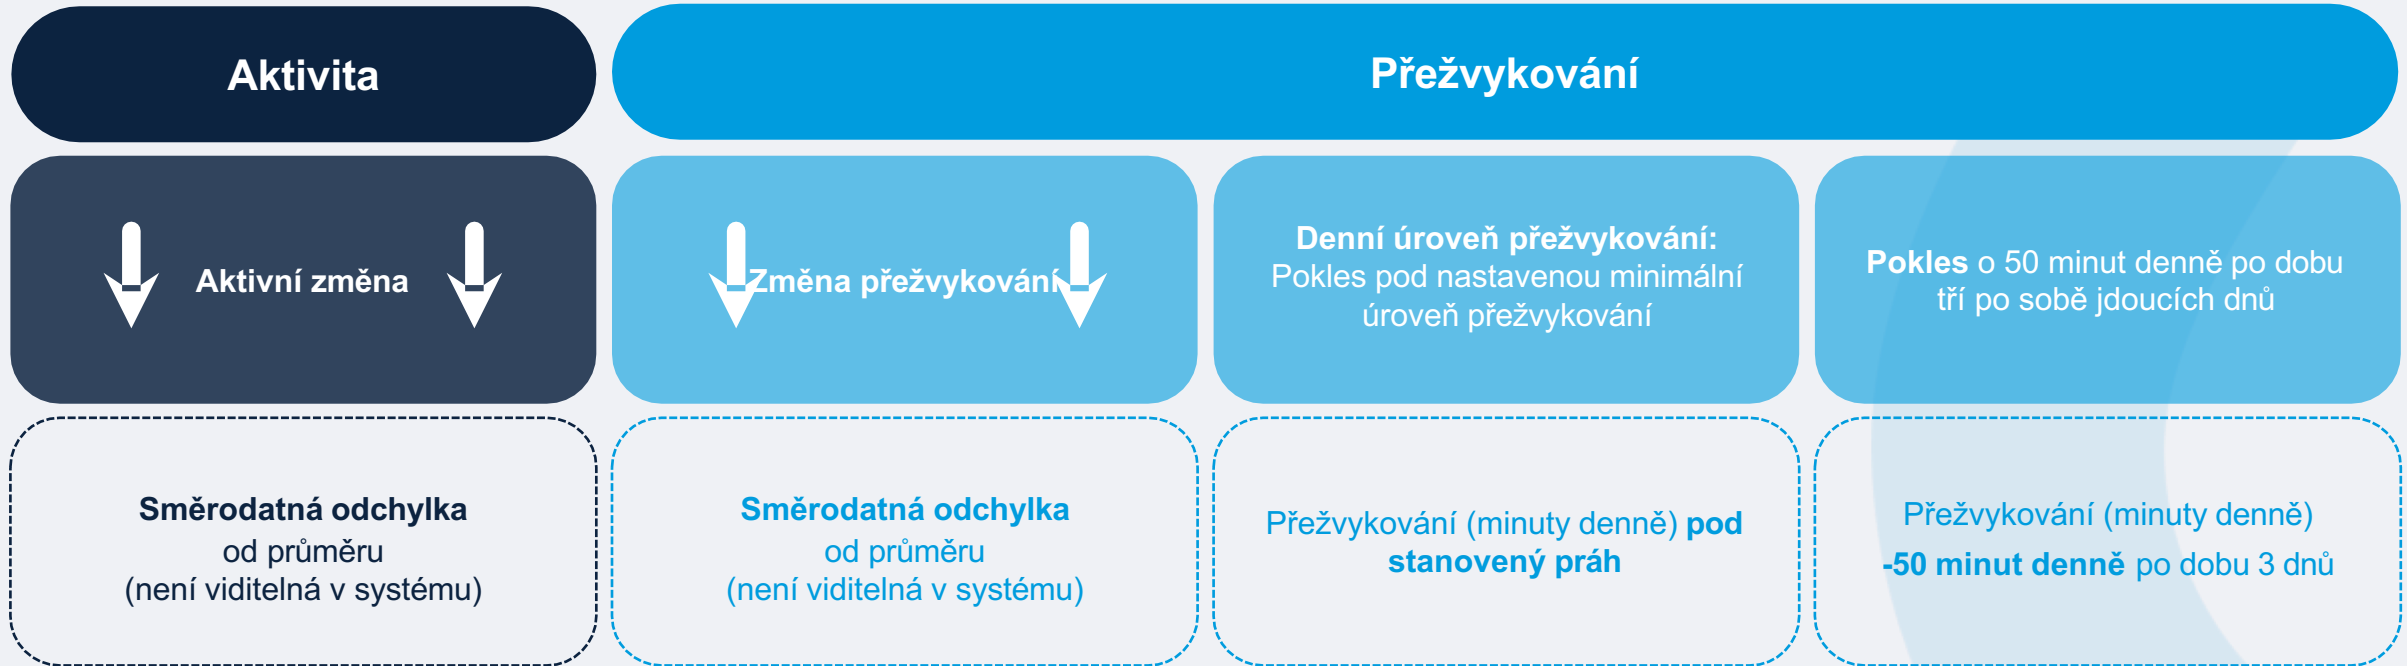 Aktivita
Přežvykování
Aktivní změna
Změna přežvykování
Denní úroveň přežvykování:
Pokles pod nastavenou minimální
úroveň přežvykování
Pokles o 50 minut denně po dobu
tří po sobě jdoucích dnů
Směrodatná odchylka
od průměru
(není viditelná v systému)
Směrodatná odchylka
od průměru
(není viditelná v systému)
Přežvykování (minuty denně) pod
stanovený práh
Přežvykování (minuty denně)
-50 minut denně po dobu 3 dnů